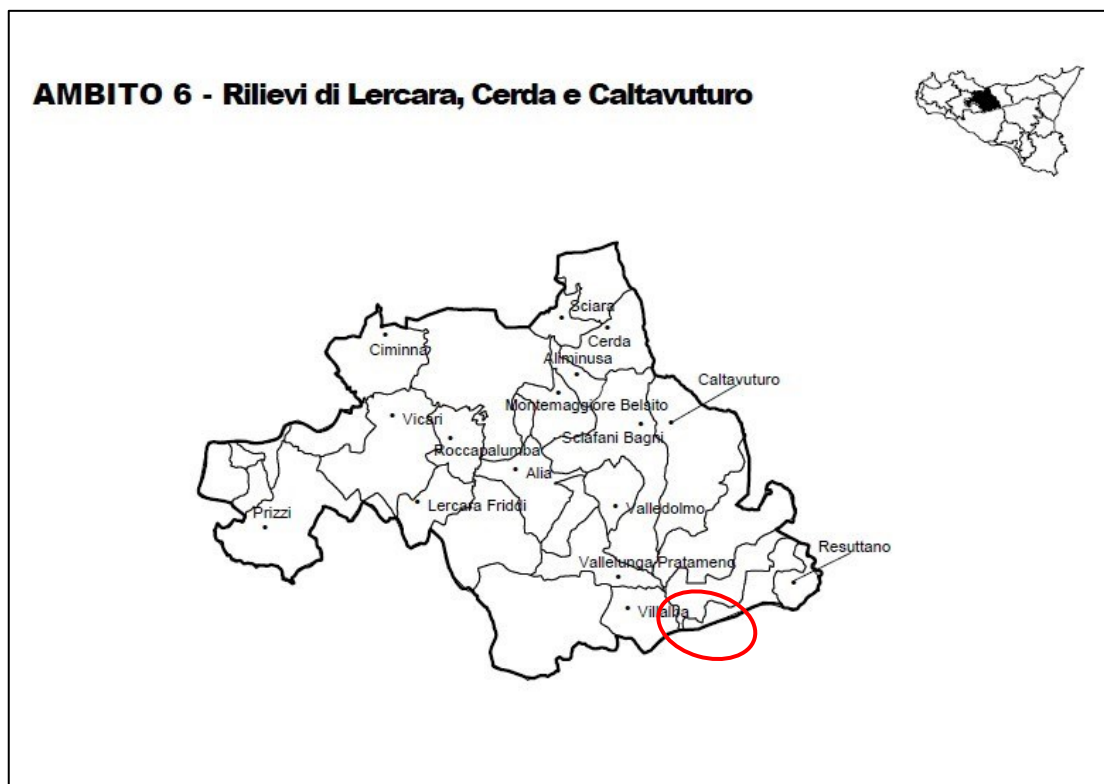 AMBITO 6 - Rilievi di Lercara, Cerda e Caltavuturo
Sciara
Cerda
Ciminna
Aliminusa
Caltavuturo
Montemaggiore Belsito
Vicari
Sclafani Bagni
Roccapalumba
Alia
Lercara Friddi
Valledolmo
Prizzi
Resuttano
Vallelunga Pratameno
Villalba